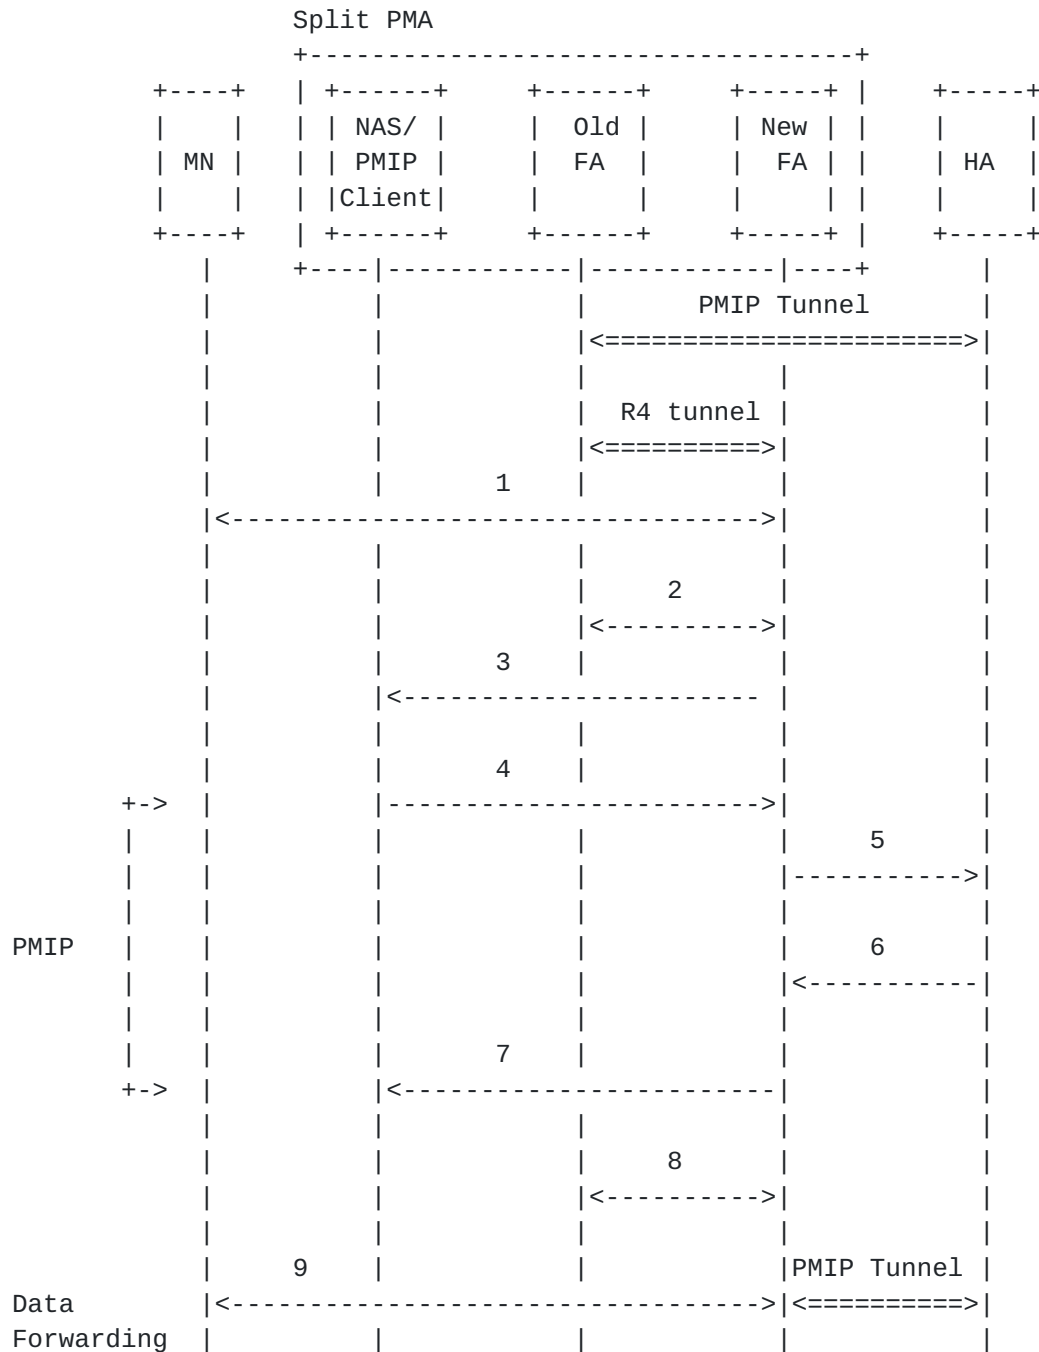 Split PMA
                  +-----------------------------------+
         +----+   | +------+     +------+     +-----+ |    +-----+
         |    |   | | NAS/ |     |  Old |     | New | |    |     |
         | MN |   | | PMIP |     |  FA  |     |  FA | |    | HA  |
         |    |   | |Client|     |      |     |     | |    |     |
         +----+   | +------+     +------+     +-----+ |    +-----+
            |     +----|------------|------------|----+       |
            |          |            |       PMIP Tunnel       |
            |          |            |<=======================>|
            |          |            |            |            |
            |          |            |  R4 tunnel |            |
            |          |            |<==========>|            |
            |          |       1    |            |            |
            |<---------------------------------->|            |
            |          |            |            |            |
            |          |            |     2      |            |
            |          |            |<---------->|            |
            |          |       3    |            |            |
            |          |<----------------------- |            |
            |          |            |            |            |
            |          |       4    |            |            |
       +->  |          |------------------------>|            |
       |    |          |            |            |     5      |
       |    |          |            |            |----------->|
       |    |          |            |            |            |
PMIP   |    |          |            |            |     6      |
       |    |          |            |            |<-----------|
       |    |          |            |            |            |
       |    |          |       7    |            |            |
       +->  |          |<------------------------|            |
            |          |            |            |            |
            |          |            |     8      |            |
            |          |            |<---------->|            |
            |          |            |            |            |
            |     9    |            |            |PMIP Tunnel |
Data        |<---------------------------------->|<==========>|
Forwarding  |          |            |            |            |